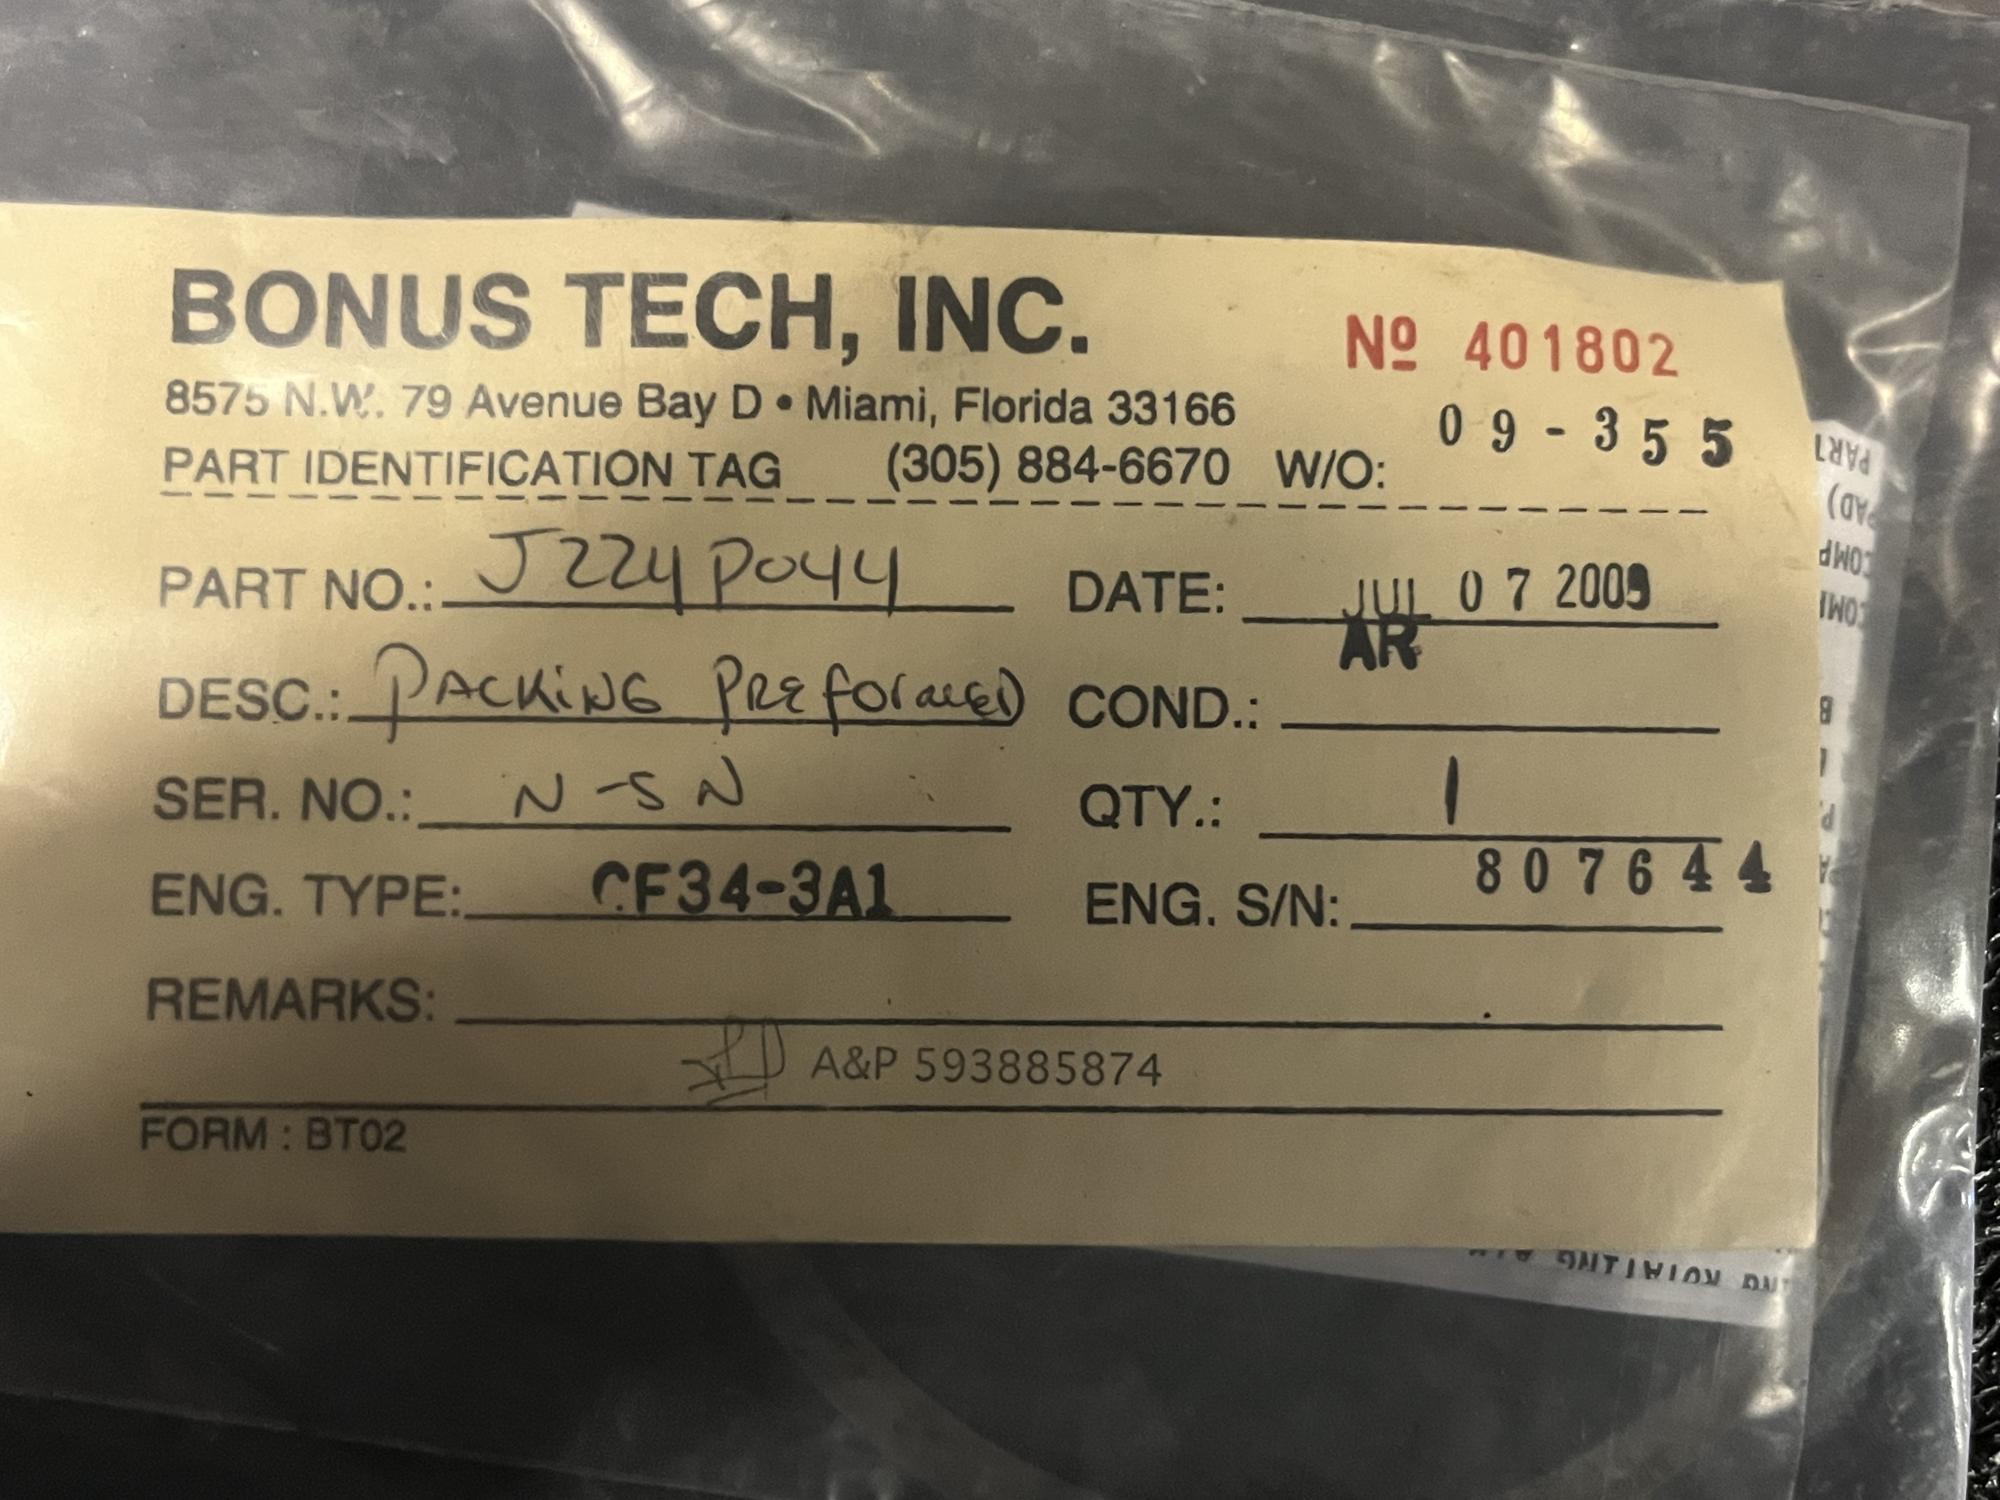 BONUS TECH, INC.
Nº 401802
8575 N.W. 79 Avenue Bay D • Miami, Florida 33166
PART IDENTIFICATION TAG (305) 884-6670 W/O: 09-355
PART NO.: J224P044 DATE: JUL 07 2009
DESC.: PACKING PREformED COND.: AR
SER. NO.: N-SN QTY.: 1
ENG. TYPE: CF34-3A1 ENG. S/N: 807644
REMARKS:
A&P 593885874
FORM : BT02
PART
PAD)